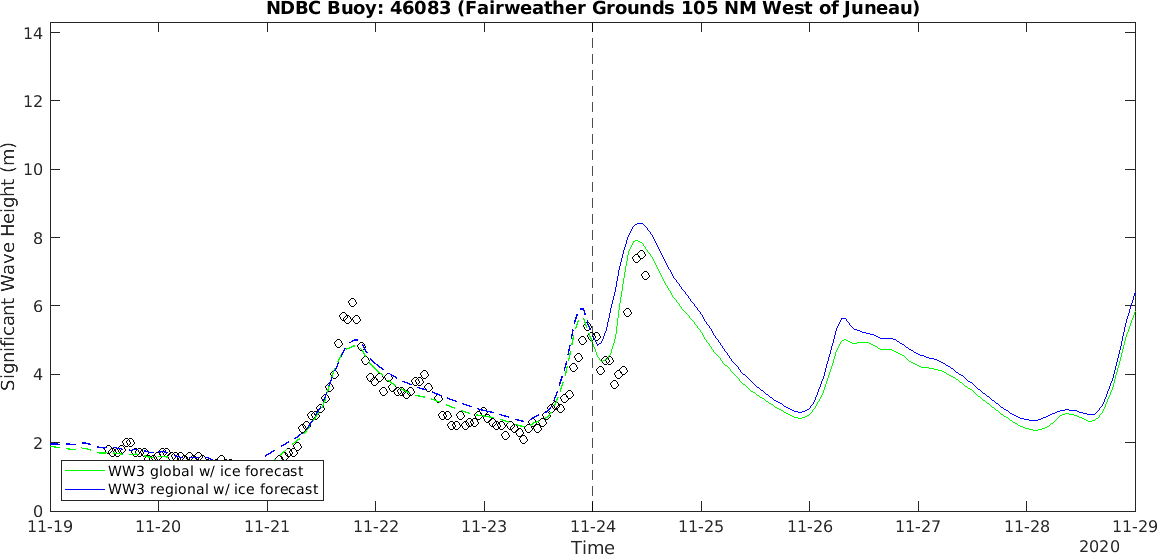 NDBC Buoy: 46083 (Fairweather Grounds 105 NM West of Juneau)
Significant Wave Height (m)
14
12
10
8
6
4
2
0
WW3 global w/ ice forecast
WW3 regional w/ ice forecast
11-19 11-20 11-21 11-22 11-23 11-24 11-25 11-26 11-27 11-28 11-29
Time
2020